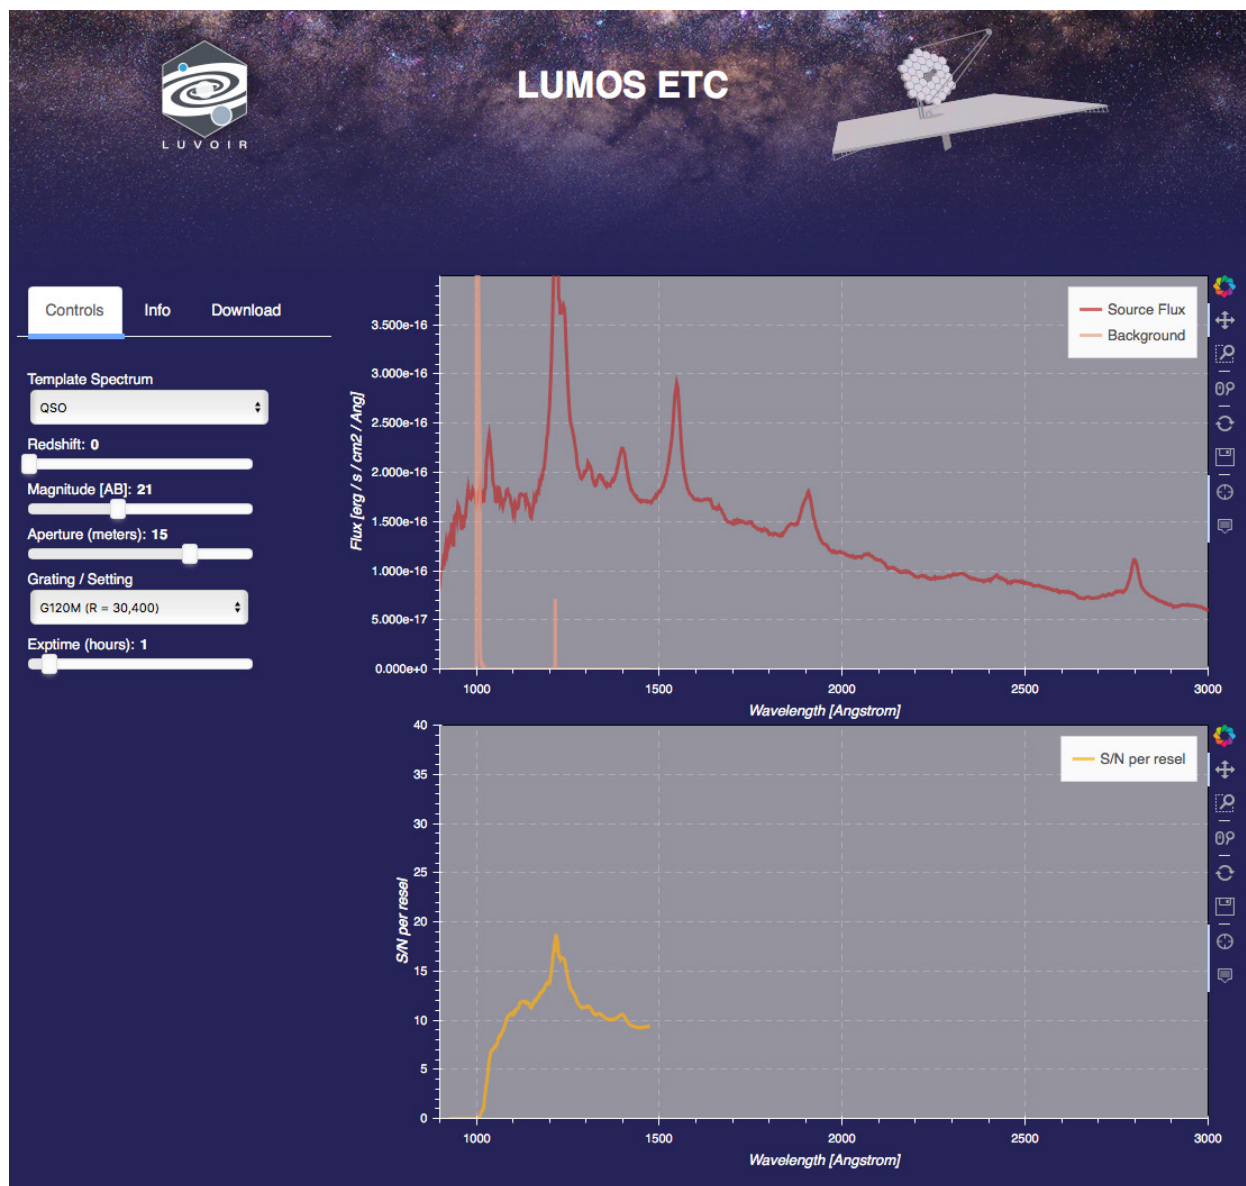 LUMOS ETC
LUVOIR
Controls Info Download
Template Spectrum
QSO
Redshift: 0
Magnitude [AB]: 21
Aperture (meters): 15
Grating / Setting
G120M (R = 30,400)
Exptime (hours): 1
Source Flux
Background
Flux [erg / s / cm2 / Ang]
3.500e-16
3.000e-16
2.500e-16
2.000e-16
1.500e-16
1.000e-16
5.000e-17
0.000e+0
1000 1500 2000 2500 3000
Wavelength [Angstrom]
S/N per resel
S/N per resel
40
35
30
25
20
15
10
5
0
1000 1500 2000 2500 3000
Wavelength [Angstrom]